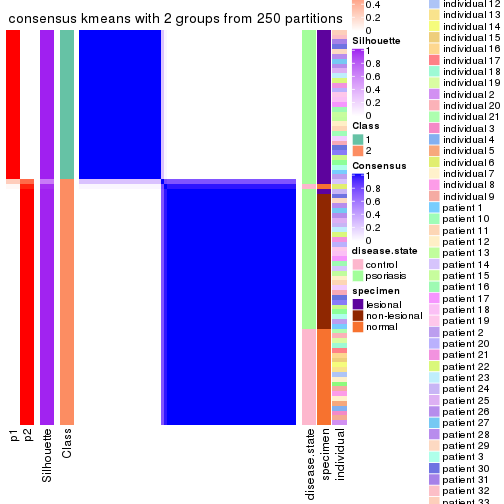 consensus kmeans with 2 groups from 250 partitions
p1
p2
Silhouette
Class
disease.state
specimen
individual
0.4
0.2
0
Silhouette
1
0.8
0.6
0.4
0.2
0
Class
1
2
Consensus
1
0.8
0.6
0.4
0.2
0
disease.state
control
psoriasis
specimen
lesional
non-lesional
normal
individual 12
individual 13
individual 14
individual 15
individual 16
individual 17
individual 18
individual 19
individual 2
individual 20
individual 21
individual 3
individual 4
individual 5
individual 6
individual 7
individual 8
individual 9
patient 1
patient 10
patient 11
patient 12
patient 13
patient 14
patient 15
patient 16
patient 17
patient 18
patient 19
patient 2
patient 20
patient 21
patient 22
patient 23
patient 24
patient 25
patient 26
patient 27
patient 28
patient 29
patient 3
patient 30
patient 31
patient 32
patient 33